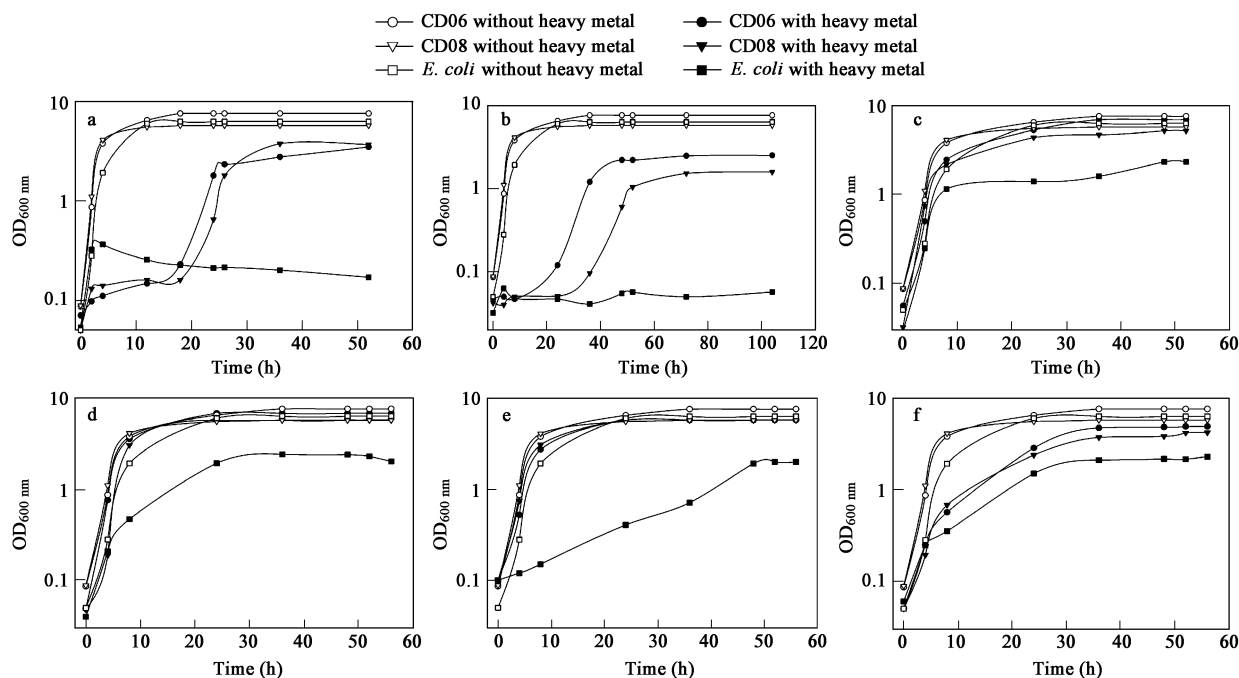 CD06 without heavy metal
CD06 with heavy metal
CD08 without heavy metal
CD08 with heavy metal
E. coli without heavy metal
E. coli with heavy metal
a
10
1
0.1
OD600 nm
0 10 20 30 40 50 60
Time (h)
b
10
1
0.1
OD600 nm
0 20 40 60 80 100 120
Time (h)
c
10
1
0.1
OD600 nm
0 10 20 30 40 50 60
Time (h)
d
10
1
0.1
OD600 nm
0 10 20 30 40 50 60
Time (h)
e
10
1
0.1
OD600 nm
0 10 20 30 40 50 60
Time (h)
f
10
1
0.1
OD600 nm
0 10 20 30 40 50 60
Time (h)